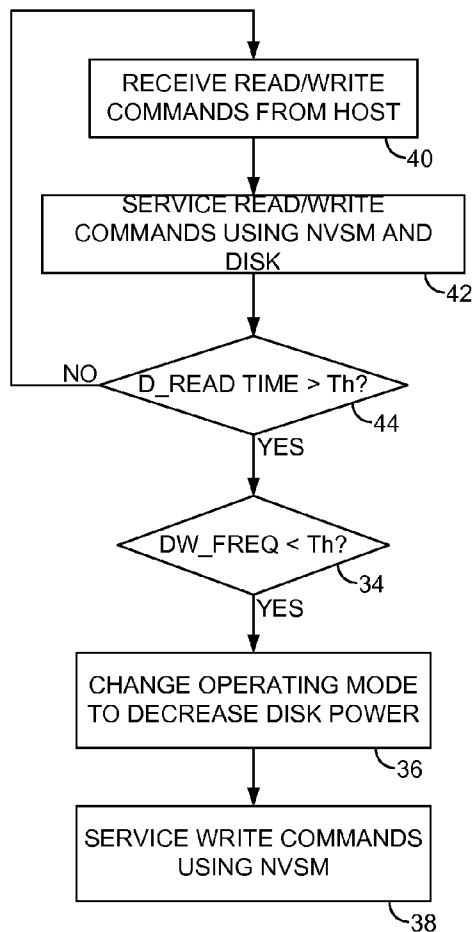 RECEIVE READ/WRITE
COMMANDS FROM HOST
40
SERVICE READ/WRITE
COMMANDS USING NVSM AND
DISK
42
NO
D_READ TIME > Th?
44
YES
DW_FREQ < Th?
34
YES
CHANGE OPERATING MODE
TO DECREASE DISK POWER
36
SERVICE WRITE COMMANDS
USING NVSM
38